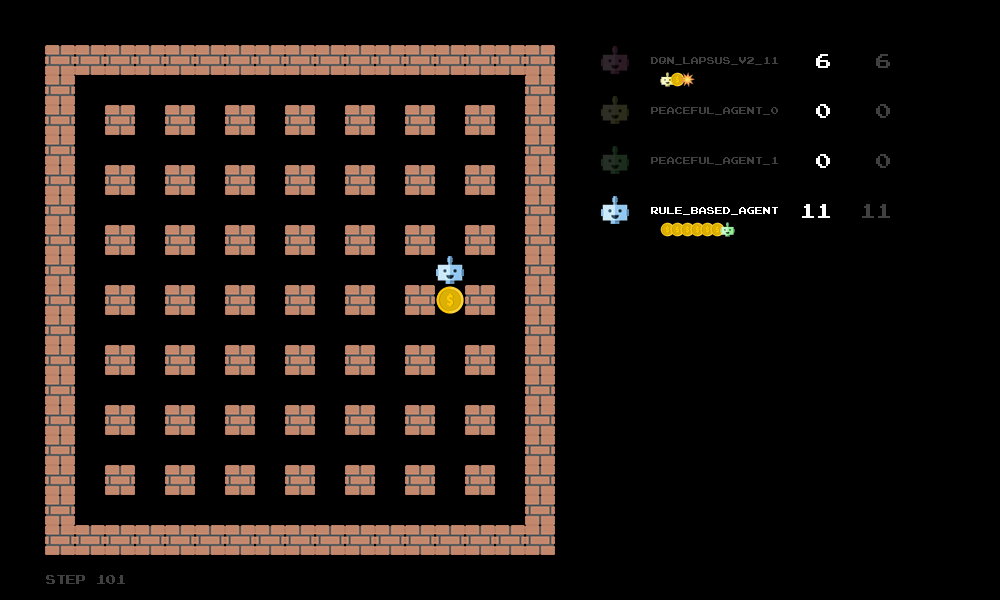 DQN_LAPSUS_V2_11 6 6
PEACEFUL_AGENT_0 0 0
PEACEFUL_AGENT_1 0 0
RULE_BASED_AGENT 11 11
$
STEP 101